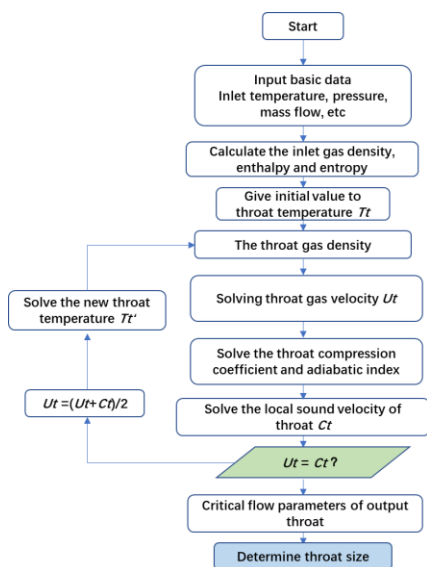 Start
Input basic data
Inlet temperature, pressure,
mass flow, etc
Calculate the inlet gas density,
enthalpy and entropy
Give initial value to
throat temperature Tt
The throat gas density
Solving throat gas velocity Ut
Solve the new throat
temperature Tt‘
Solve the throat compression
coefficient and adiabatic index
Ut =(Ut+Ct)/2
Solve the local sound velocity of
throat Ct
Ut = Ct ?
Critical flow parameters of output
throat
Determine throat size